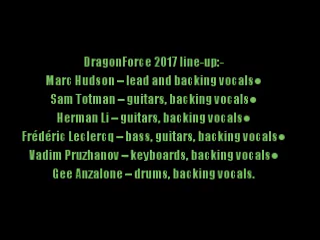 DragonForce 2017 line-up:-
Marc Hudson – lead and backing vocals●
Sam Totman – guitars, backing vocals●
Herman Li – guitars, backing vocals●
Frédéric Leclercq – bass, guitars, backing vocals●
Vadim Pruzhanov – keyboards, backing vocals●
Gee Anzalone – drums, backing vocals.